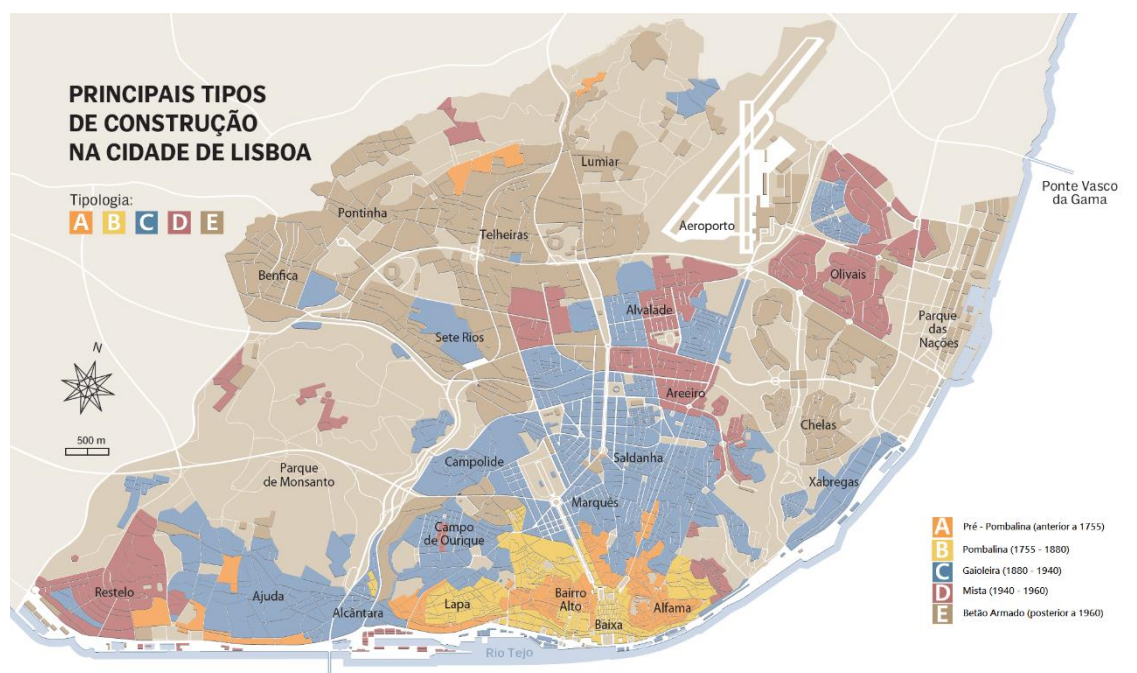 PRINCIPAIS TIPOS
DE CONSTRUÇÃO
NA CIDADE DE LISBOA
Tipologia:
A B C D E
Lumiar
Ponte Vasco
da Gama
Pontinha
Telheiras
Aeroporto
Benfica
Olivais
Alvalade
Parque
das
Nações
Sete Rios
N
Areeiro
500 m
Chelas
Campolide
Saldanha
Parque
de Monsanto
Xabregas
Marquês
Campo
de Ourique
Restelo
Ajuda
Alcântara
Lapa
Bairro
Alto
Alfama
Baixa
Rio Tejo
A Pré - Pombalina (anterior a 1755)
B Pombalina (1755 - 1880)
C Gaioleira (1880 - 1940)
D Mista (1940 - 1960)
E Betão Armado (posterior a 1960)